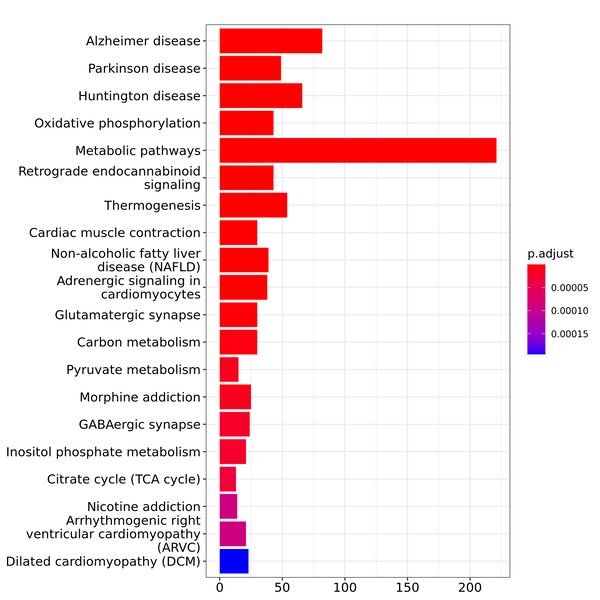 Alzheimer disease
Parkinson disease
Huntington disease
Oxidative phosphorylation
Metabolic pathways
Retrograde endocannabinoid
signaling
Thermogenesis
Cardiac muscle contraction
Non-alcoholic fatty liver
disease (NAFLD)
Adrenergic signaling in
cardiomyocytes
Glutamatergic synapse
Carbon metabolism
Pyruvate metabolism
Morphine addiction
GABAergic synapse
Inositol phosphate metabolism
Citrate cycle (TCA cycle)
Nicotine addiction
Arrhythmogenic right
ventricular cardiomyopathy
(ARVC)
Dilated cardiomyopathy (DCM)
0 50 100 150 200
p.adjust
0.00005
0.00010
0.00015